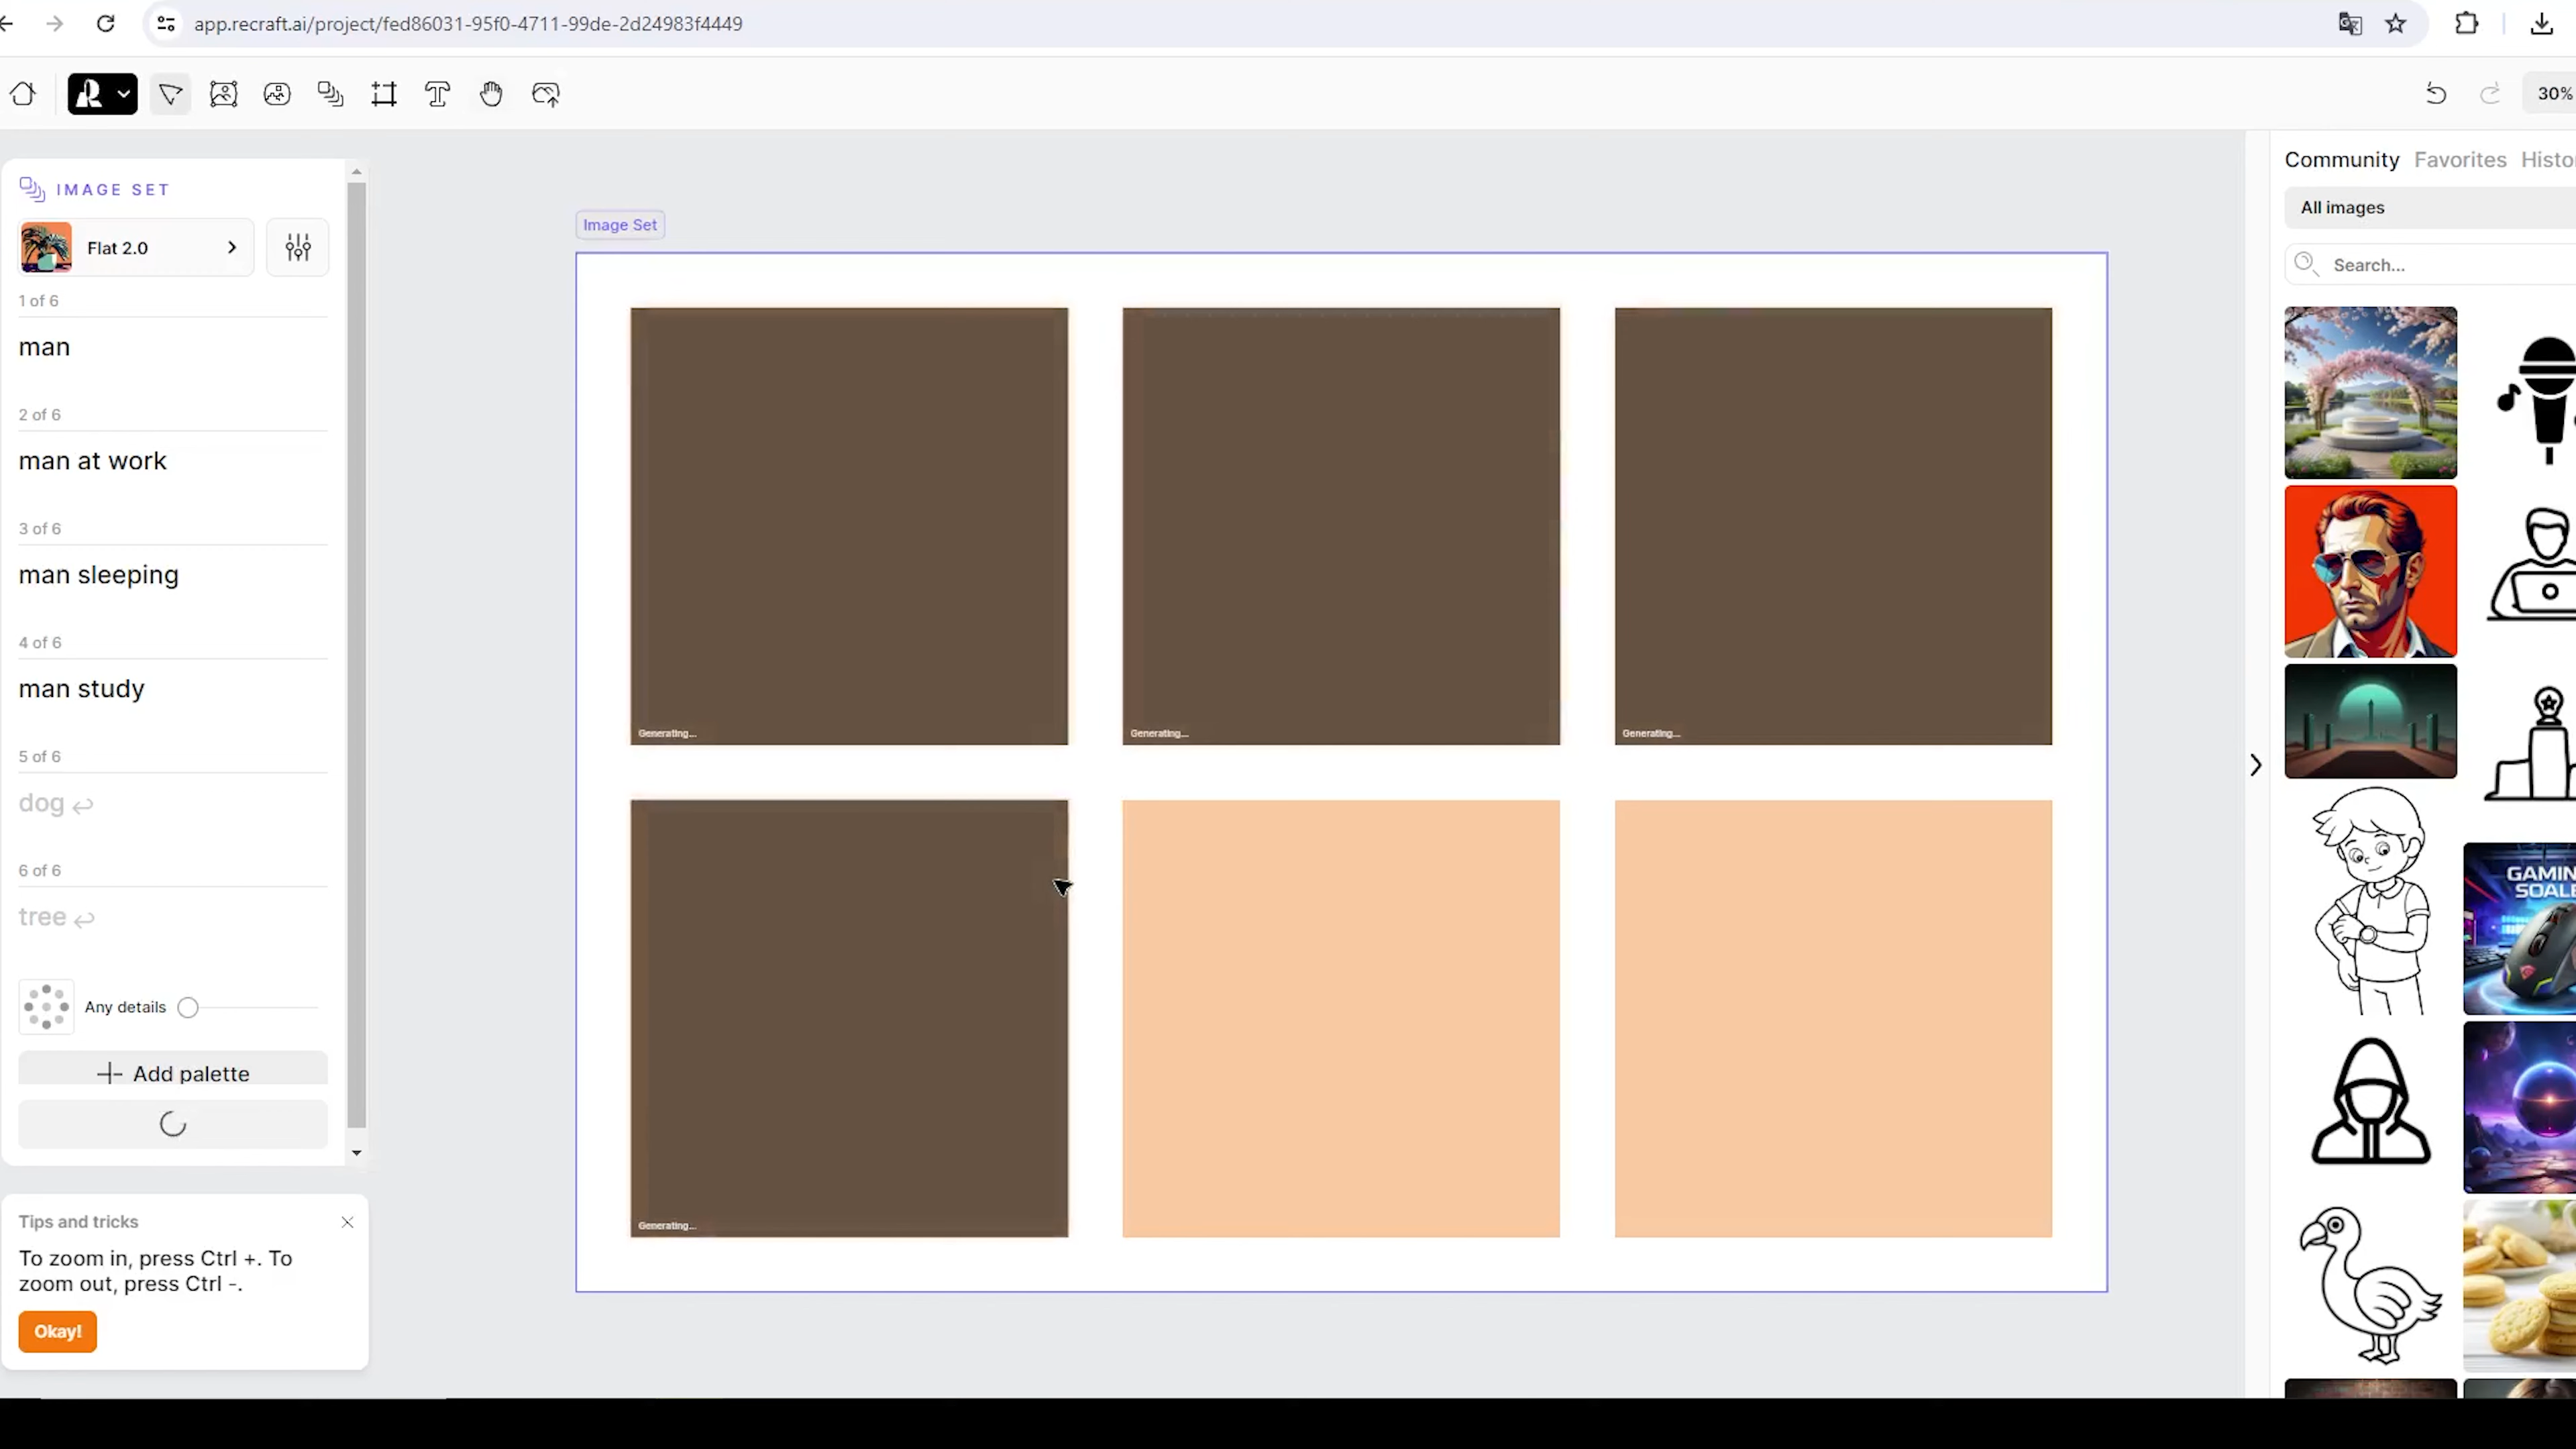 app.recraft.ai/project/fed86031-95f0-4711-99de-2d24983f4449
30%
IMAGE SET
Flat 2.0
1 of 6
man
2 of 6
man at work
3 of 6
man sleeping
4 of 6
man study
5 of 6
dog
6 of 6
tree
Any details
Add palette
Tips and tricks
To zoom in, press Ctrl +. To
zoom out, press Ctrl -.
Okay!
Image Set
Generating...
Generating...
Generating...
Generating...
Community Favorites Histo
All images
Search...
GAMIN
SOALE